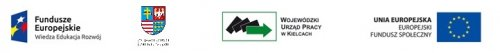 Fundusze
Europejskie
Wiedza Edukacja Rozwój
WOJEWÓDZKI
URZĄD PRACY
W KIELCACH
UNIA EUROPEJSKA
EUROPEJSKI
FUNDUSZ SPOŁECZNY